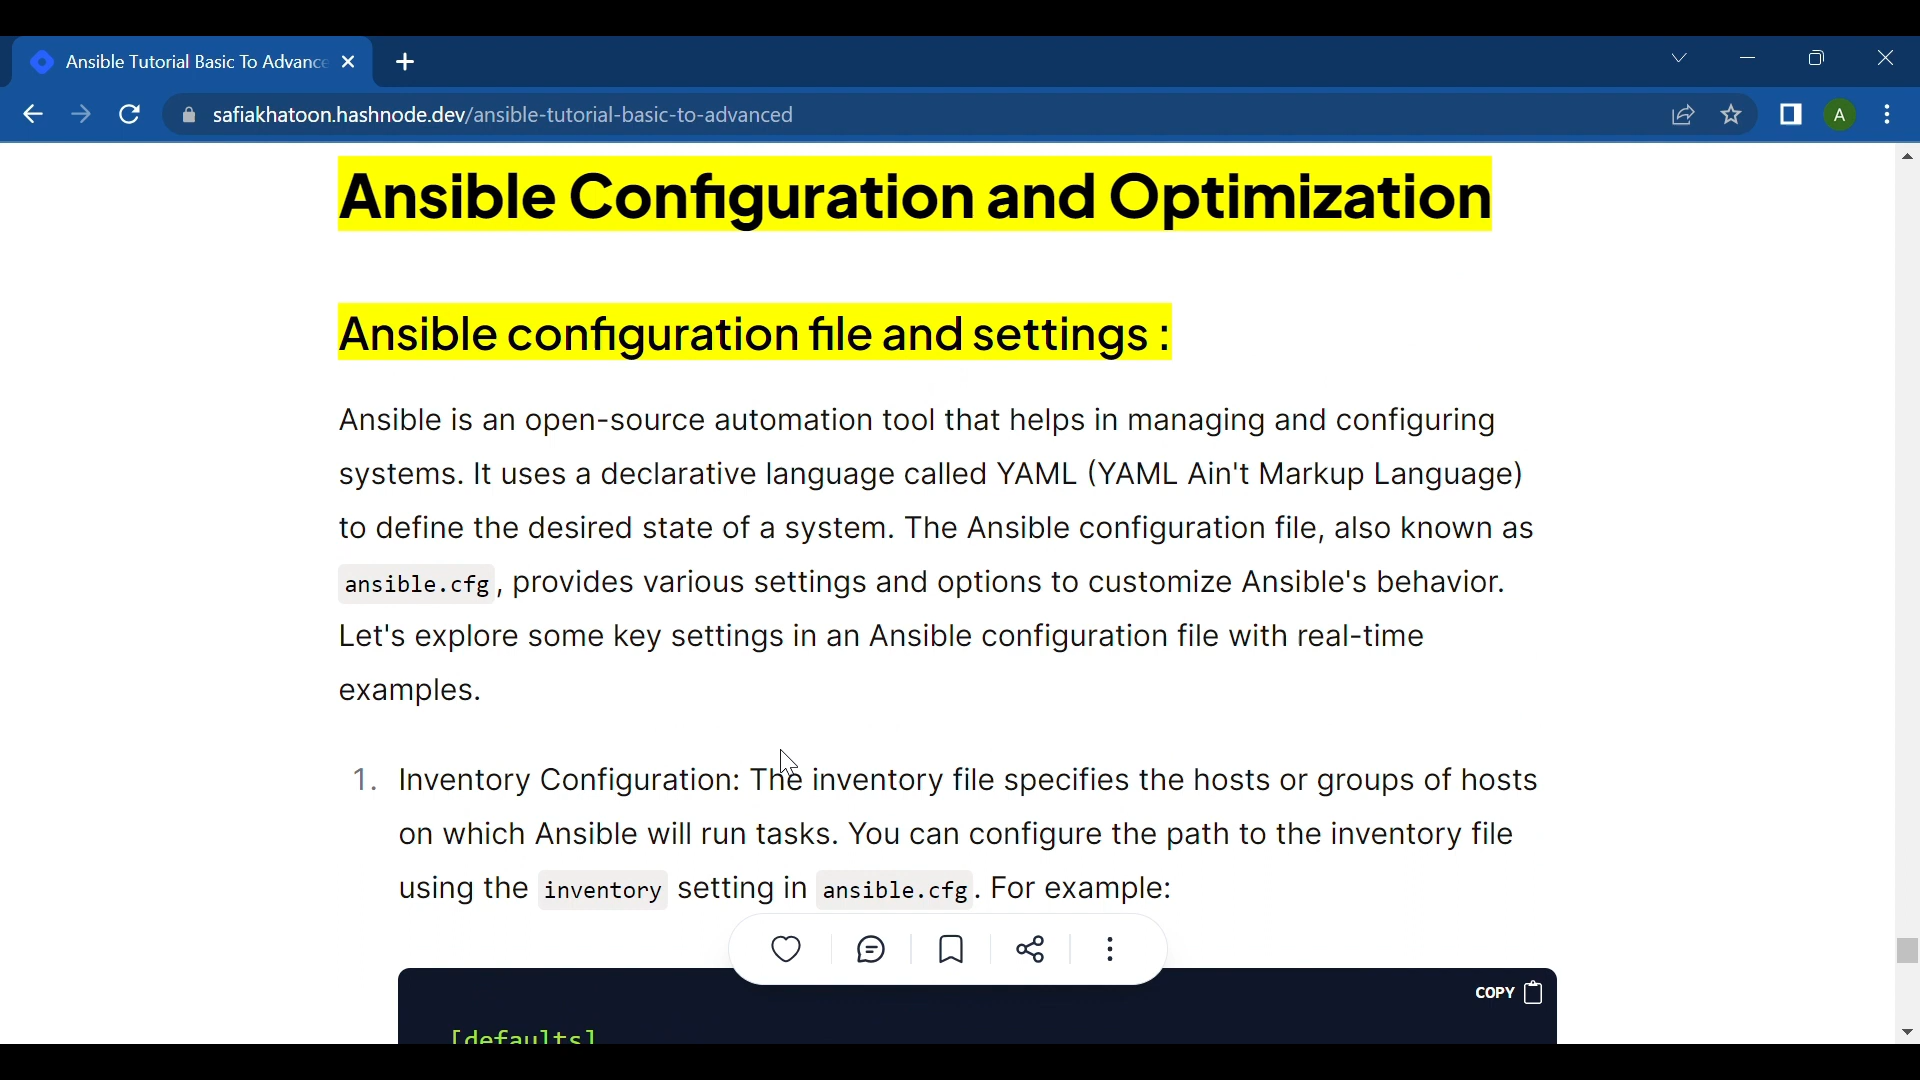 Ansible Tutorial Basic To Advance
safiakhatoon.hashnode.dev/ansible-tutorial-basic-to-advanced
A
Ansible Configuration and Optimization
Ansible configuration file and settings :
Ansible is an open-source automation tool that helps in managing and configuring
systems. It uses a declarative language called YAML (YAML Ain't Markup Language)
to define the desired state of a system. The Ansible configuration file, also known as
ansible.cfg, provides various settings and options to customize Ansible's behavior.
Let's explore some key settings in an Ansible configuration file with real-time
examples.
1. Inventory Configuration: The inventory file specifies the hosts or groups of hosts
on which Ansible will run tasks. You can configure the path to the inventory file
using the inventory setting in ansible.cfg. For example:
COPY
[defaults]